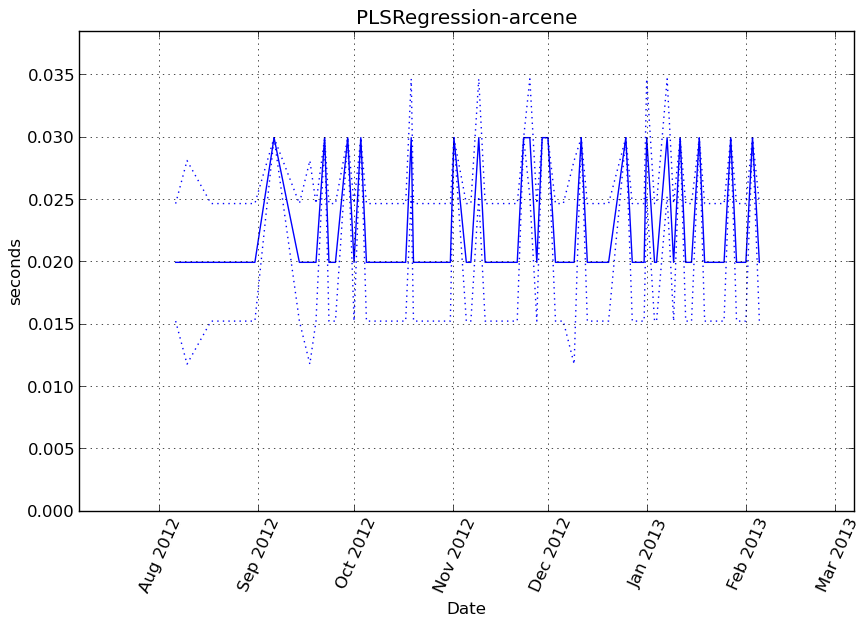 PLSRegression-arcene
0.035
0.030
0.025
0.020
0.015
0.010
0.005
0.000
seconds
Aug 2012
Sep 2012
Oct 2012
Nov 2012
Dec 2012
Jan 2013
Feb 2013
Mar 2013
Date